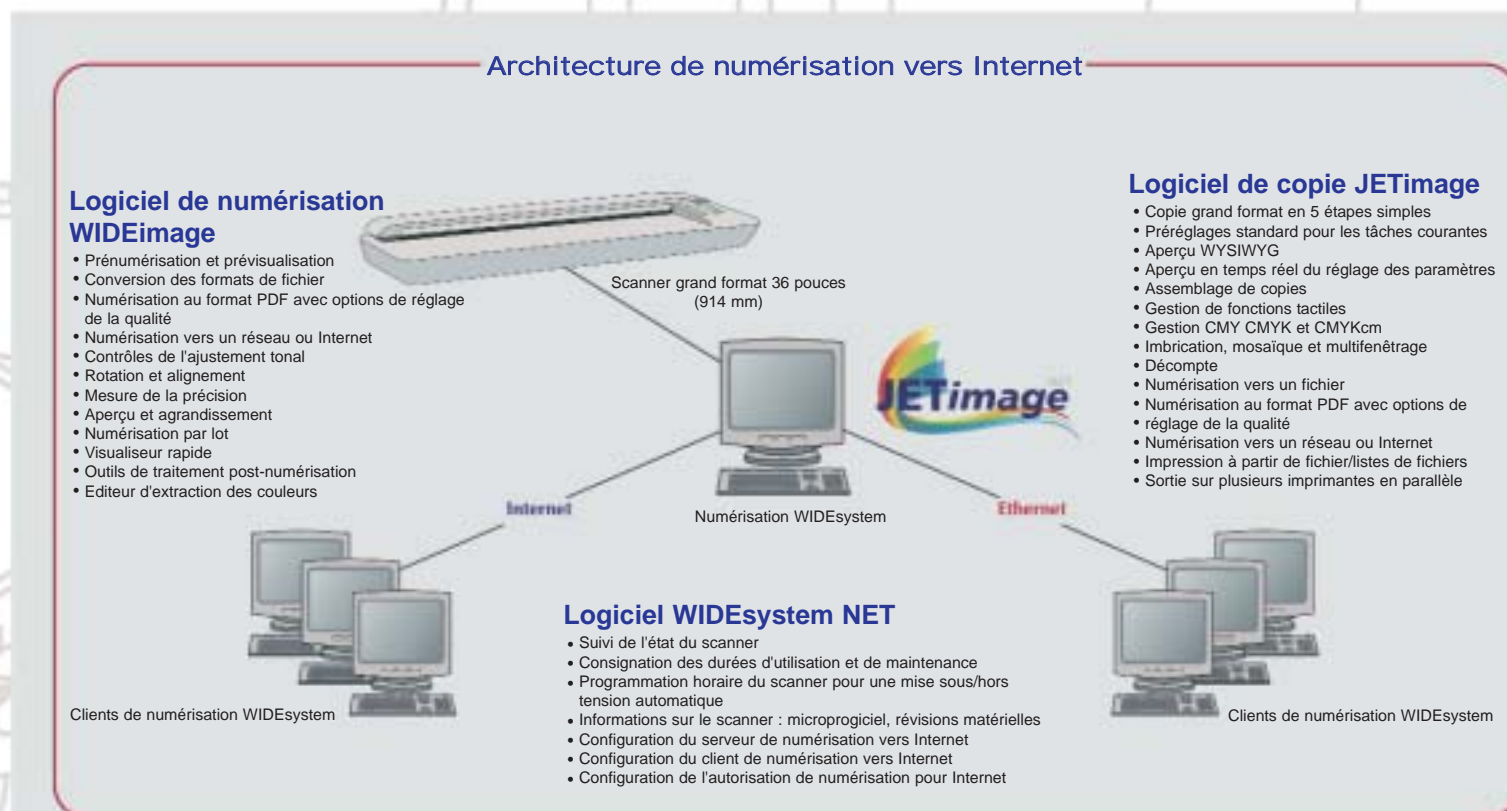 Architecture de numérisation vers Internet
Logiciel de numérisation
WIDEimage
• Prénumérisation et prévisualisation
• Conversion des formats de fichier
• Numérisation au format PDF avec options de réglage
de la qualité
• Numérisation vers un réseau ou Internet
• Contrôles de l'ajustement tonal
• Rotation et alignement
• Mesure de la précision
• Aperçu et agrandissement
• Numérisation par lot
• Visualiseur rapide
• Outils de traitement post-numérisation
• Editeur d'extraction des couleurs
Scanner grand format 36 pouces
(914 mm)
JETimage
Numérisation WIDEsystem
Internet
Ethernet
Logiciel de copie JETimage
• Copie grand format en 5 étapes simples
• Préréglages standard pour les tâches courantes
• Aperçu WYSIWYG
• Aperçu en temps réel du réglage des paramètres
• Assemblage de copies
• Gestion de fonctions tactiles
• Gestion CMY CMYK et CMYKcm
• Imbrication, mosaïque et multifenêtrage
• Décompte
• Numérisation vers un fichier
• Numérisation au format PDF avec options de
• réglage de la qualité
• Numérisation vers un réseau ou Internet
• Impression à partir de fichier/listes de fichiers
• Sortie sur plusieurs imprimantes en parallèle
Clients de numérisation WIDEsystem
Logiciel WIDEsystem NET
• Suivi de l'état du scanner
• Consignation des durées d'utilisation et de maintenance
• Programmation horaire du scanner pour une mise sous/hors
tension automatique
• Informations sur le scanner : microprogiciel, révisions matérielles
• Configuration du serveur de numérisation vers Internet
• Configuration du client de numérisation vers Internet
• Configuration de l'autorisation de numérisation pour Internet
Clients de numérisation WIDEsystem